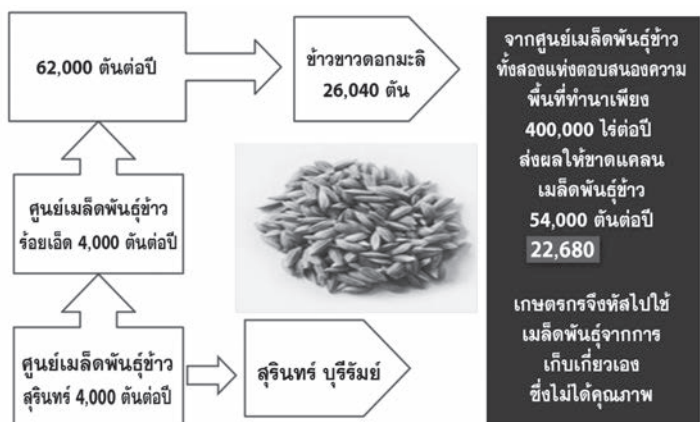 62,000 ตันต่อปี
ข้าวขาวดอกมะลิ
26,040 ตัน
ศูนย์เมล็ดพันธุ์ข้าว
ร้อยเอ็ด 4,000 ตันต่อปี
ศูนย์เมล็ดพันธุ์ข้าว
สุรินทร์ 4,000 ตันต่อปี
สุรินทร์ บุรีรัมย์
จากศูนย์เมล็ดพันธุ์ข้าว
ทั้งสองแห่งตอบสนองความ
พื้นที่ทำนาเพียง
400,000 ไร่ต่อปี
ส่งผลให้ขาดแคลน
เมล็ดพันธุ์ข้าว
54,000 ตันต่อปี
22,680
เกษตรกรจึงหัสไปใช้
เมล็ดพันธุ์จากการ
เก็บเกี่ยวเอง
ซึ่งไม่ได้คุณภาพ